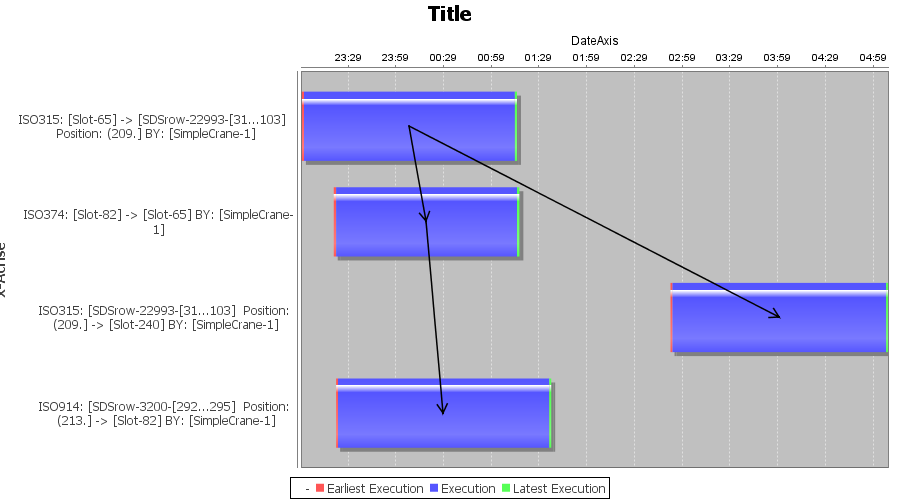 Title
DateAxis
23:29 23:59 00:29 00:59 01:29 01:59 02:29 02:59 03:29 03:59 04:29 04:59
ISO315: [Slot-65] -> [SDSrow-22993-[31...103]
Position: (209.] BY: [SimpleCrane-1]
ISO374: [Slot-82] -> [Slot-65] BY: [SimpleCrane-
1]
ISO315: [SDSrow-22993-[31...103] Position:
(209.] -> [Slot-240] BY: [SimpleCrane-1]
ISO914: [SDSrow-3200-[292...295] Position:
(213.] -> [Slot-82] BY: [SimpleCrane-1]
- Earliest Execution Execution Latest Execution